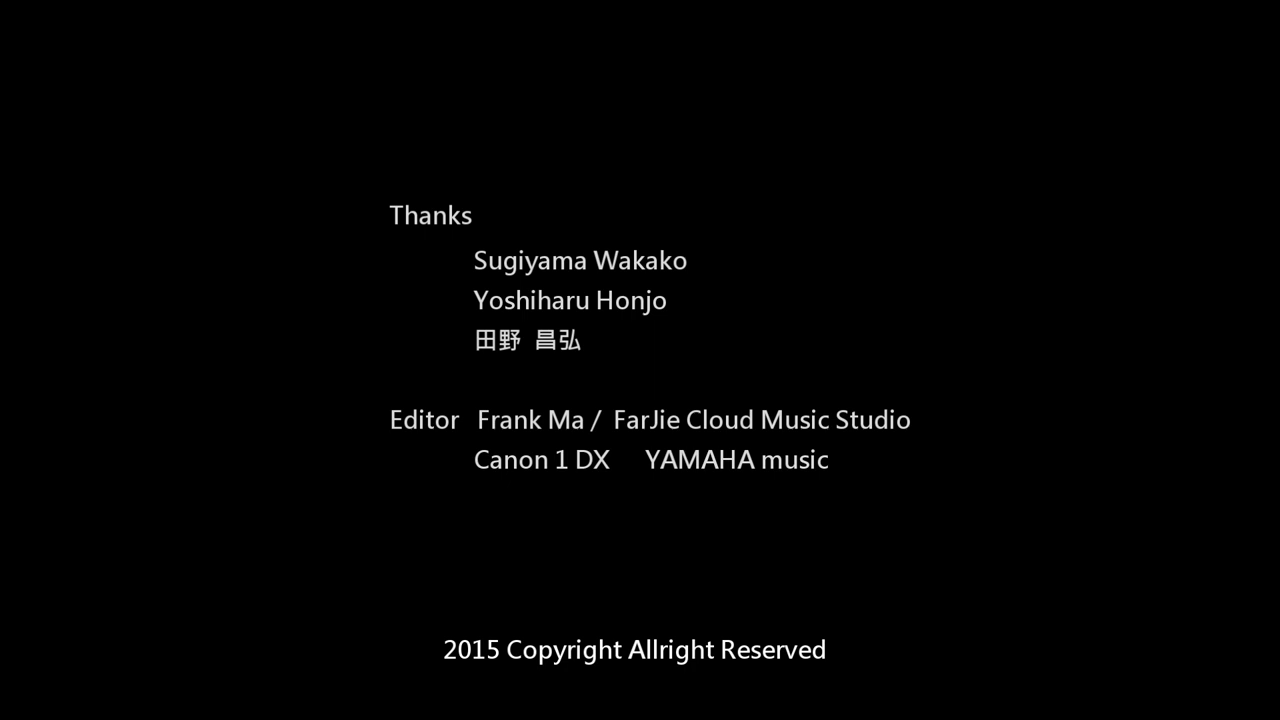 Thanks
Sugiyama Wakako
Yoshiharu Honjo
田野 昌弘
Editor Frank Ma / FarJie Cloud Music Studio
Canon 1 DX YAMAHA music
2015 Copyright Allright Reserved